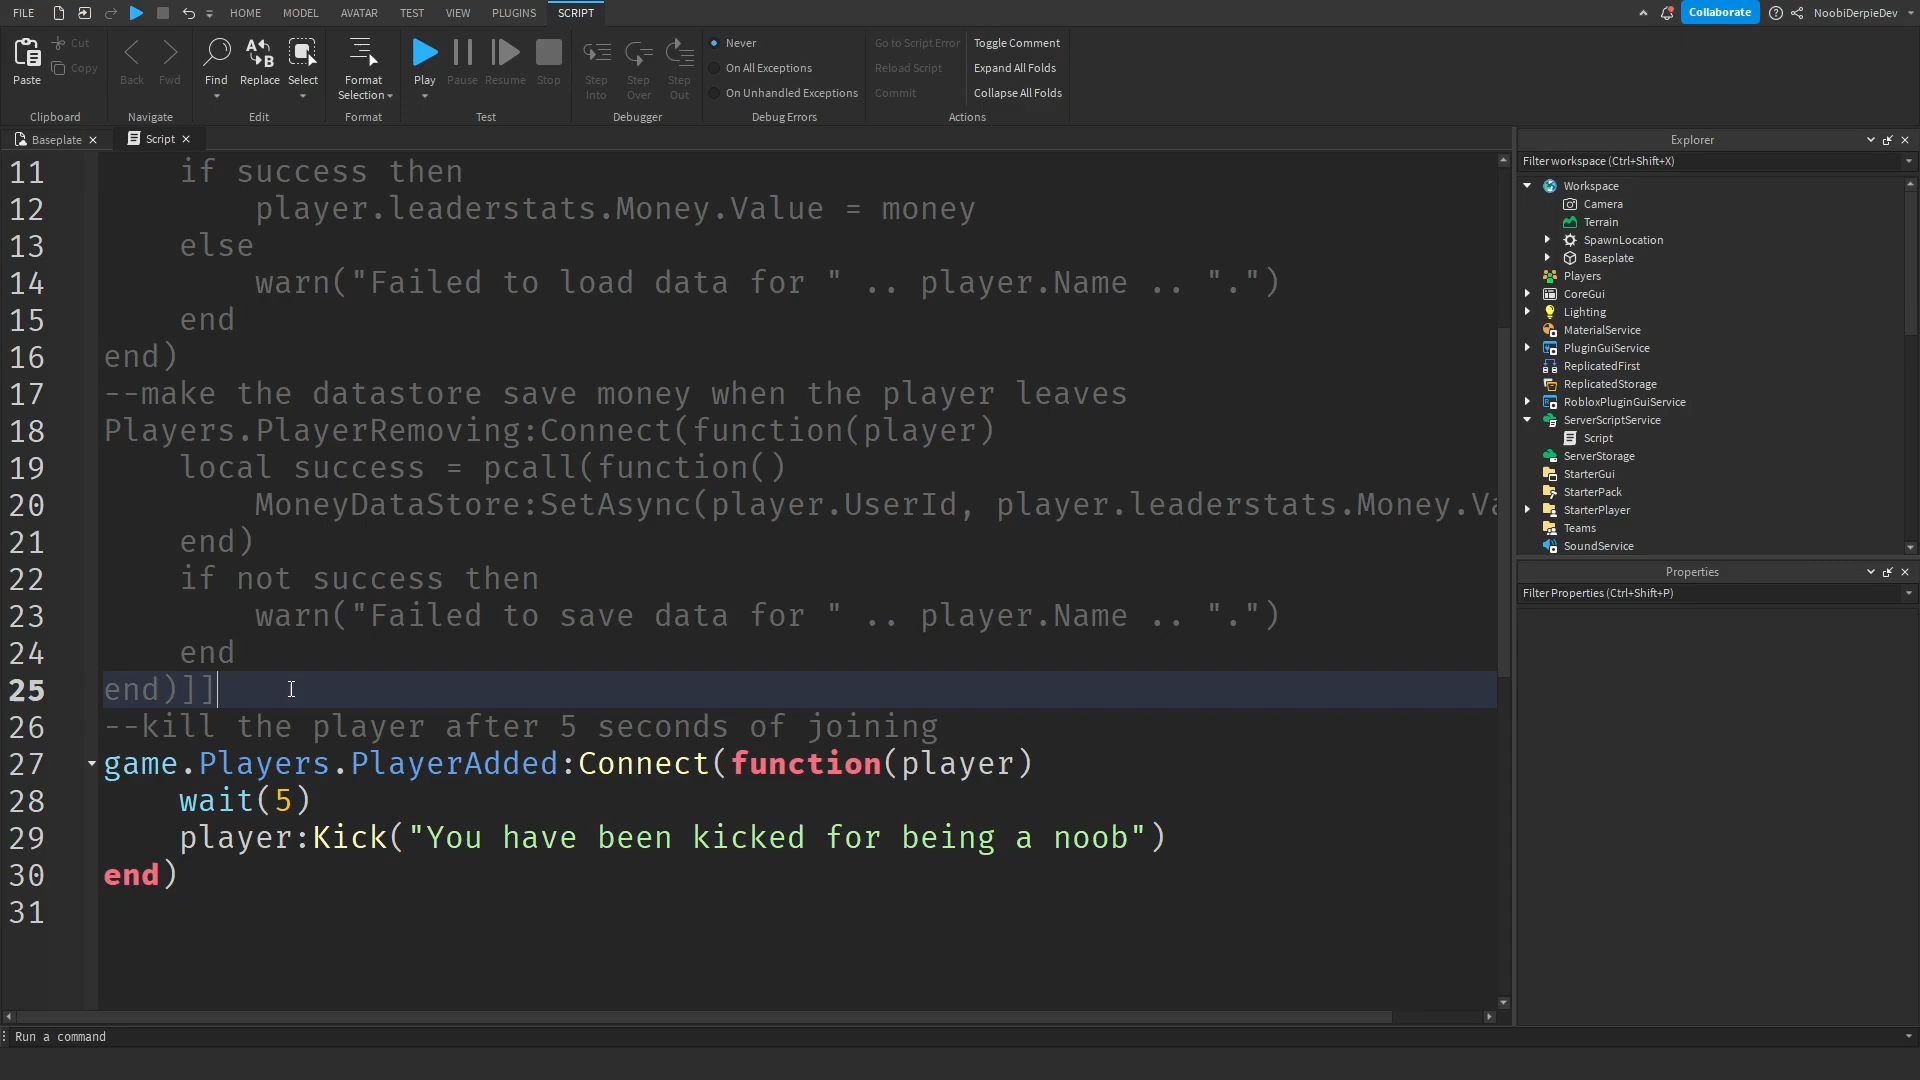 FILE HOME MODEL AVATAR TEST VIEW PLUGINS SCRIPT Collaborate NoobiDerpieDev
Paste Cut Copy Back Fwd Find Replace Select Format Selection Play Pause Resume Stop Step Into Step Over Step Out
Never
On All Exceptions
On Unhandled Exceptions
Go to Script Error
Reload Script
Commit
Toggle Comment
Expand All Folds
Collapse All Folds
Clipboard Navigate Edit Format Test Debugger Debug Errors Actions
Baseplate Script
11 if success then
12 player.leaderstats.Money.Value = money
13 else
14 warn("Failed to load data for " .. player.Name .. ".")
15 end
16 end)
17 --make the datastore save money when the player leaves
18 Players.PlayerRemoving:Connect(function(player)
19 local success = pcall(function()
20 MoneyDataStore:SetAsync(player.UserId, player.leaderstats.Money.Va
21 end)
22 if not success then
23 warn("Failed to save data for " .. player.Name .. ".")
24 end
25 end)]]
26 --kill the player after 5 seconds of joining
27 game.Players.PlayerAdded:Connect(function(player)
28 wait(5)
29 player:Kick("You have been kicked for being a noob")
30 end)
31
Explorer
Filter workspace (Ctrl+Shift+X)
Workspace
Camera
Terrain
SpawnLocation
Baseplate
Players
CoreGui
Lighting
MaterialService
PluginGuiService
ReplicatedFirst
ReplicatedStorage
RobloxPluginGuiService
ServerScriptService
Script
ServerStorage
StarterGui
StarterPack
StarterPlayer
Teams
SoundService
Properties
Filter Properties (Ctrl+Shift+P)
Run a command